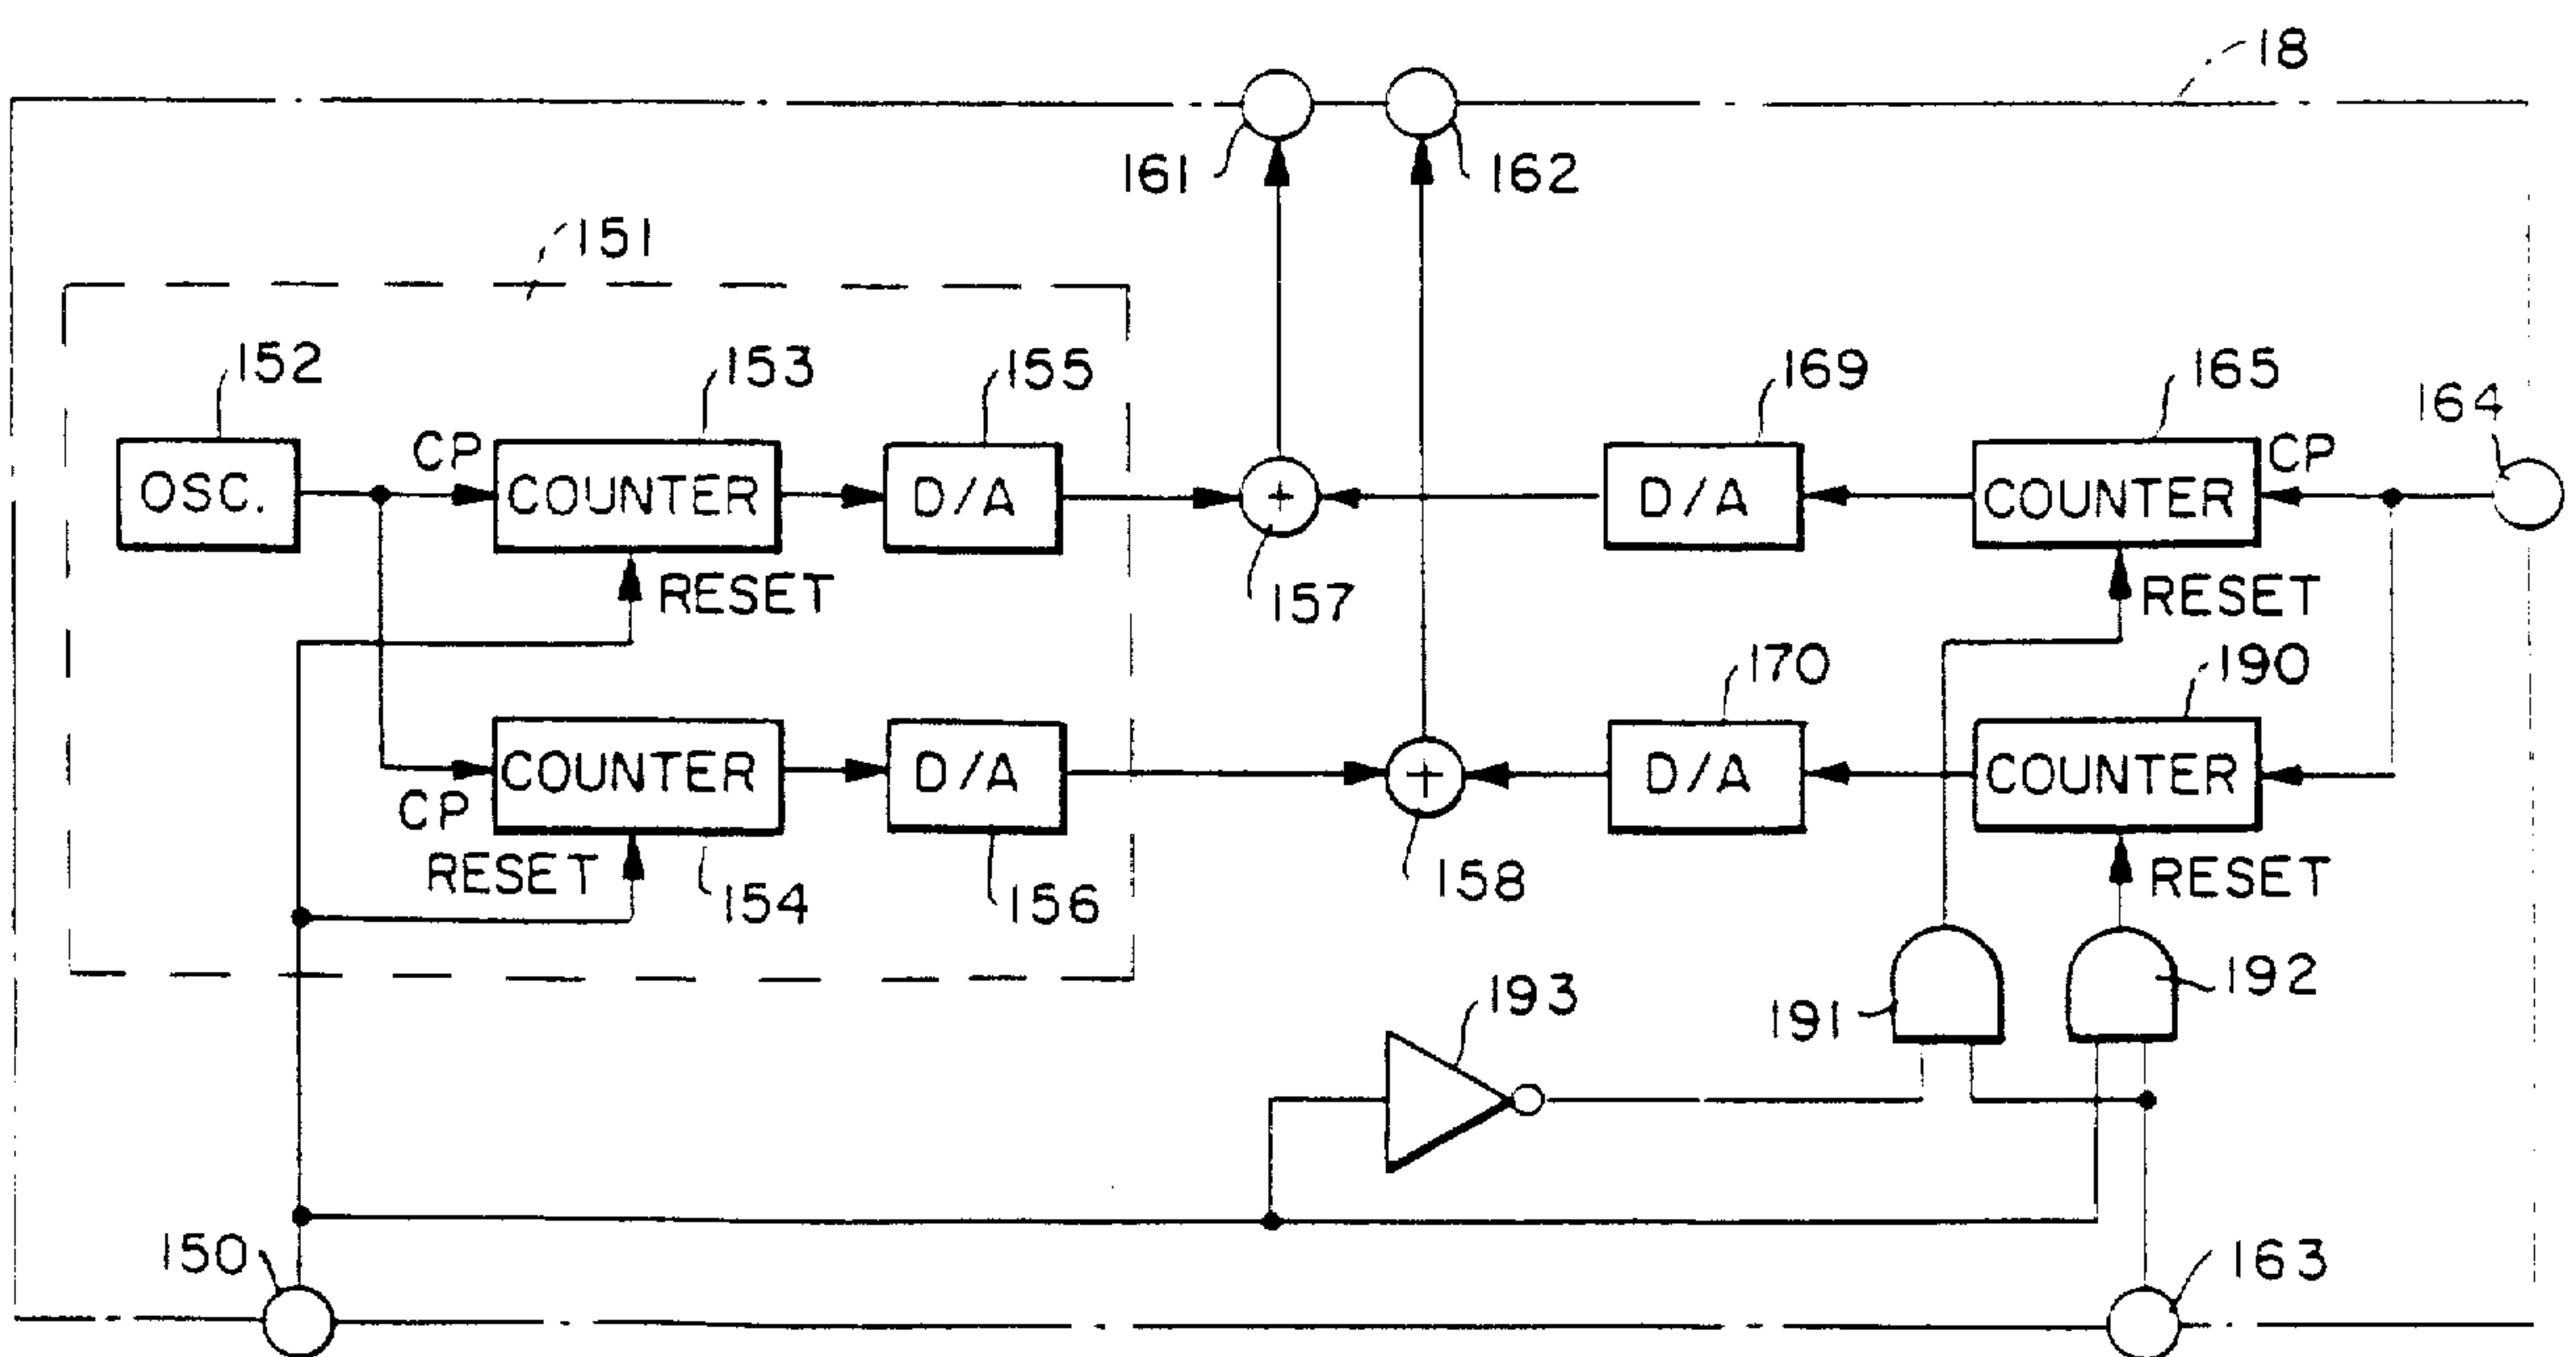 18
161
162
151
152
153
155
169
165
164
OSC.
CP
COUNTER
D/A
+
D/A
COUNTER
CP
RESET
157
RESET
170
190
COUNTER
D/A
+
D/A
COUNTER
CP
RESET
154
156
158
RESET
193
191
192
150
163